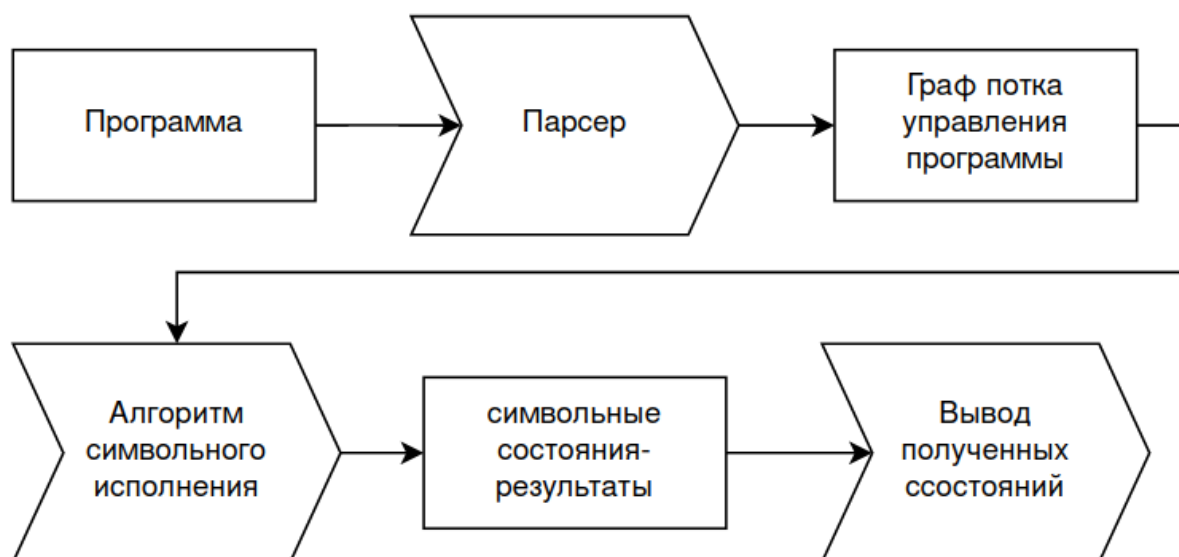 Программа
Парсер
Граф потка
управления
программы
Алгоритм
символьного
исполнения
символьные
состояния-
результаты
Вывод
полученных
ссостояний